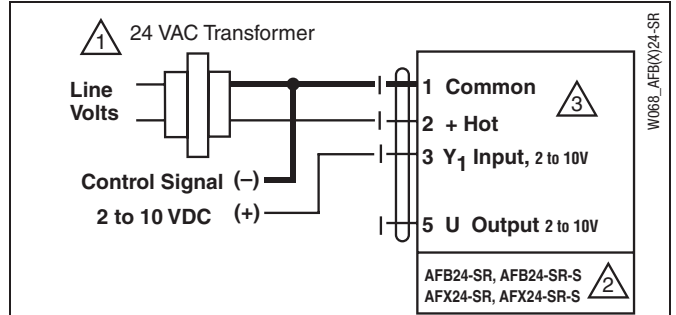 1 24 VAC Transformer
Line
Volts
1 Common
3
2 + Hot
3 Y1 Input, 2 to 10V
Control Signal (–)
2 to 10 VDC (+)
5 U Output 2 to 10V
AFB24-SR, AFB24-SR-S
AFX24-SR, AFX24-SR-S
2
W068_AFB(X)24-SR